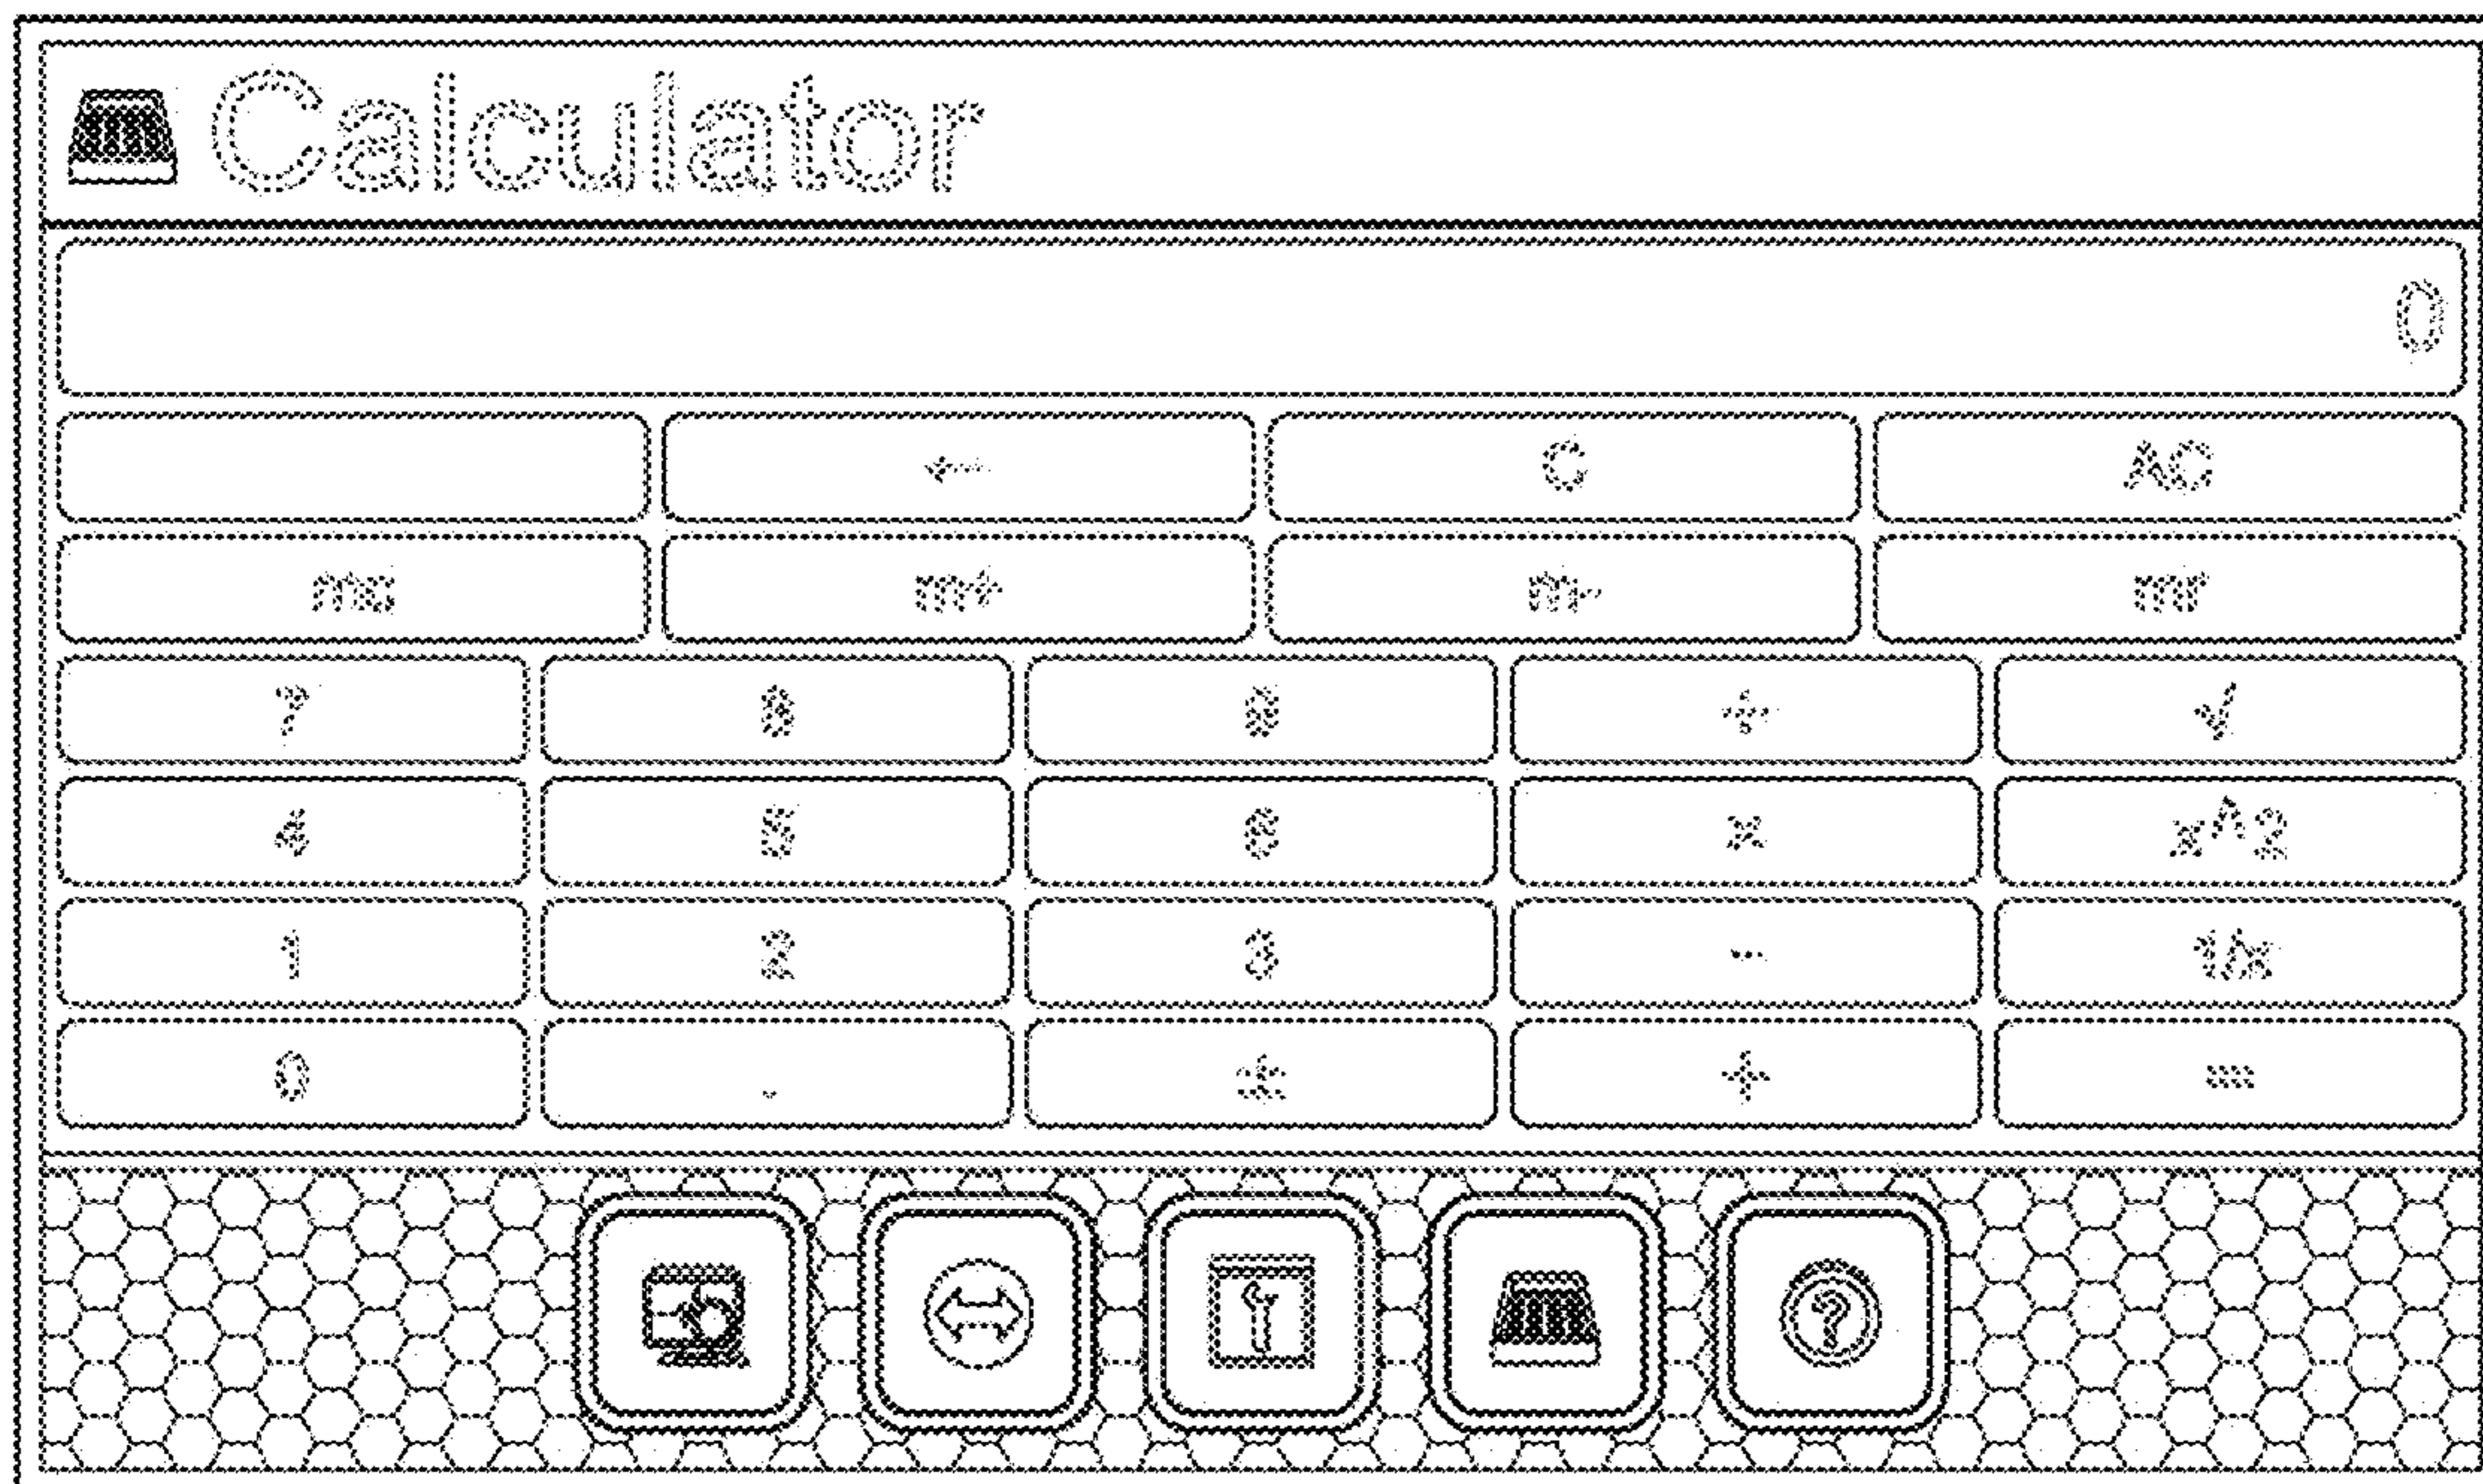 Calculator
0
← C AC
mc m+ m- mr
7 8 9 ÷ √
4 5 6 × x^2
1 2 3 - 1/x
0 . ± + =
?